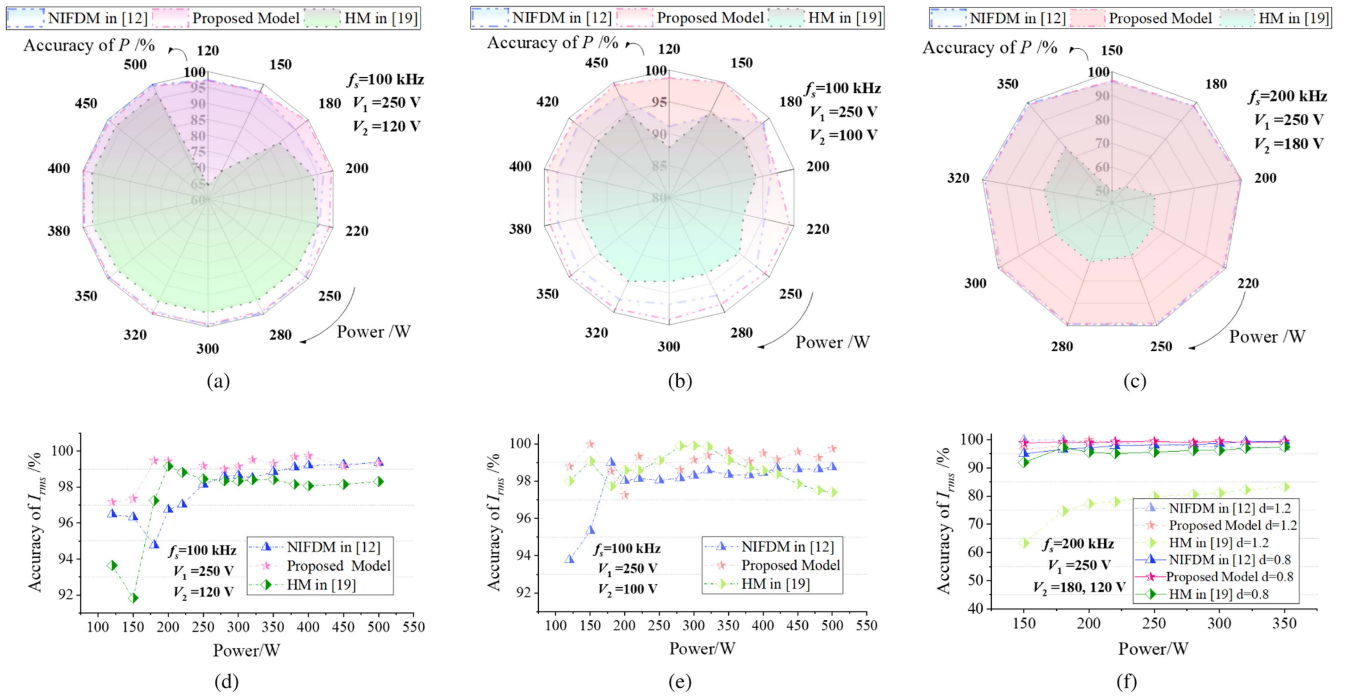 NIFDM in [12] Proposed Model HM in [19]
Accuracy of P /%
120
150
180
200
220
250
280
300
320
350
380
400
450
500
100
95
90
85
80
75
70
65
60
fs=100 kHz
V1 =250 V
V2 =120 V
Power /W
(a)
NIFDM in [12] Proposed Model HM in [19]
Accuracy of P /%
120
150
180
200
220
250
280
300
320
350
380
400
420
450
100
95
90
85
80
fs=100 kHz
V1 =250 V
V2 =100 V
Power /W
(b)
NIFDM in [12] Proposed Model HM in [19]
Accuracy of P /%
150
180
200
220
250
280
300
320
350
100
90
80
70
60
50
fs=200 kHz
V1 =250 V
V2 =180 V
Power /W
(c)
Accuracy of Irms /%
100
98
96
94
92
fs=100 kHz
V1 =250 V
V2 =120 V
NIFDM in [12]
Proposed Model
HM in [19]
100 150 200 250 300 350 400 450 500 550
Power/W
(d)
Accuracy of Irms /%
100
98
96
94
92
fs=100 kHz
V1 =250 V
V2 =100 V
NIFDM in [12]
Proposed Model
HM in [19]
100 150 200 250 300 350 400 450 500 550
Power/W
(e)
Accuracy of Irms /%
100
90
80
70
60
50
40
fs=200 kHz
V1 =250 V
V2 =180, 120 V
NIFDM in [12] d=1.2
Proposed Model d=1.2
HM in [19] d=1.2
NIFDM in [12] d=0.8
Proposed Model d=0.8
HM in [19] d=0.8
150 200 250 300 350
Power/W
(f)